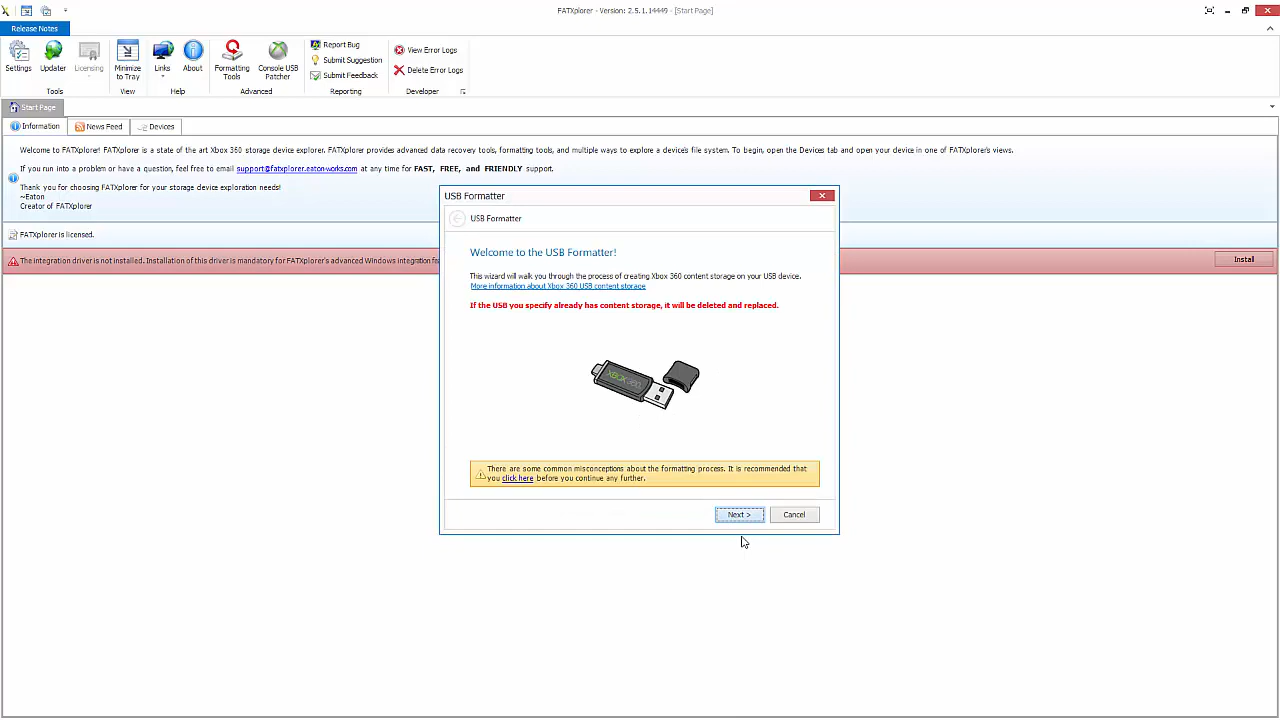 FATXplorer - Version: 2.5.1.14449 - [Start Page]
Release Notes
Settings
Updater
Licensing
Minimize to Tray
Links
About
Formatting Tools
Console USB Patcher
Report Bug
Submit Suggestion
Submit Feedback
View Error Logs
Delete Error Logs
Tools
View
Help
Advanced
Reporting
Developer
Start Page
Information
News Feed
Devices
Welcome to FATXplorer! FATXplorer is a state of the art Xbox 360 storage device explorer. FATXplorer provides advanced data recovery tools, formatting tools, and multiple ways to explore a device's file system. To begin, open the Devices tab and open your device in one of FATXplorer's views.
If you run into a problem or have a question, feel free to email support@fatxplorer.eaton-works.com at any time for FAST, FREE, and FRIENDLY support.
Thank you for choosing FATXplorer for your storage device exploration needs!
~Eaton
Creator of FATXplorer
FATXplorer is licensed.
The integration driver is not installed. Installation of this driver is mandatory for FATXplorer's advanced Windows integration
Install
USB Formatter
USB Formatter
Welcome to the USB Formatter!
This wizard will walk you through the process of creating Xbox 360 content storage on your USB device.
More information about Xbox 360 USB content storage
If the USB you specify already has content storage, it will be deleted and replaced.
XBOX 360
There are some common misconceptions about the formatting process. It is recommended that
you click here before you continue any further.
Next >
Cancel